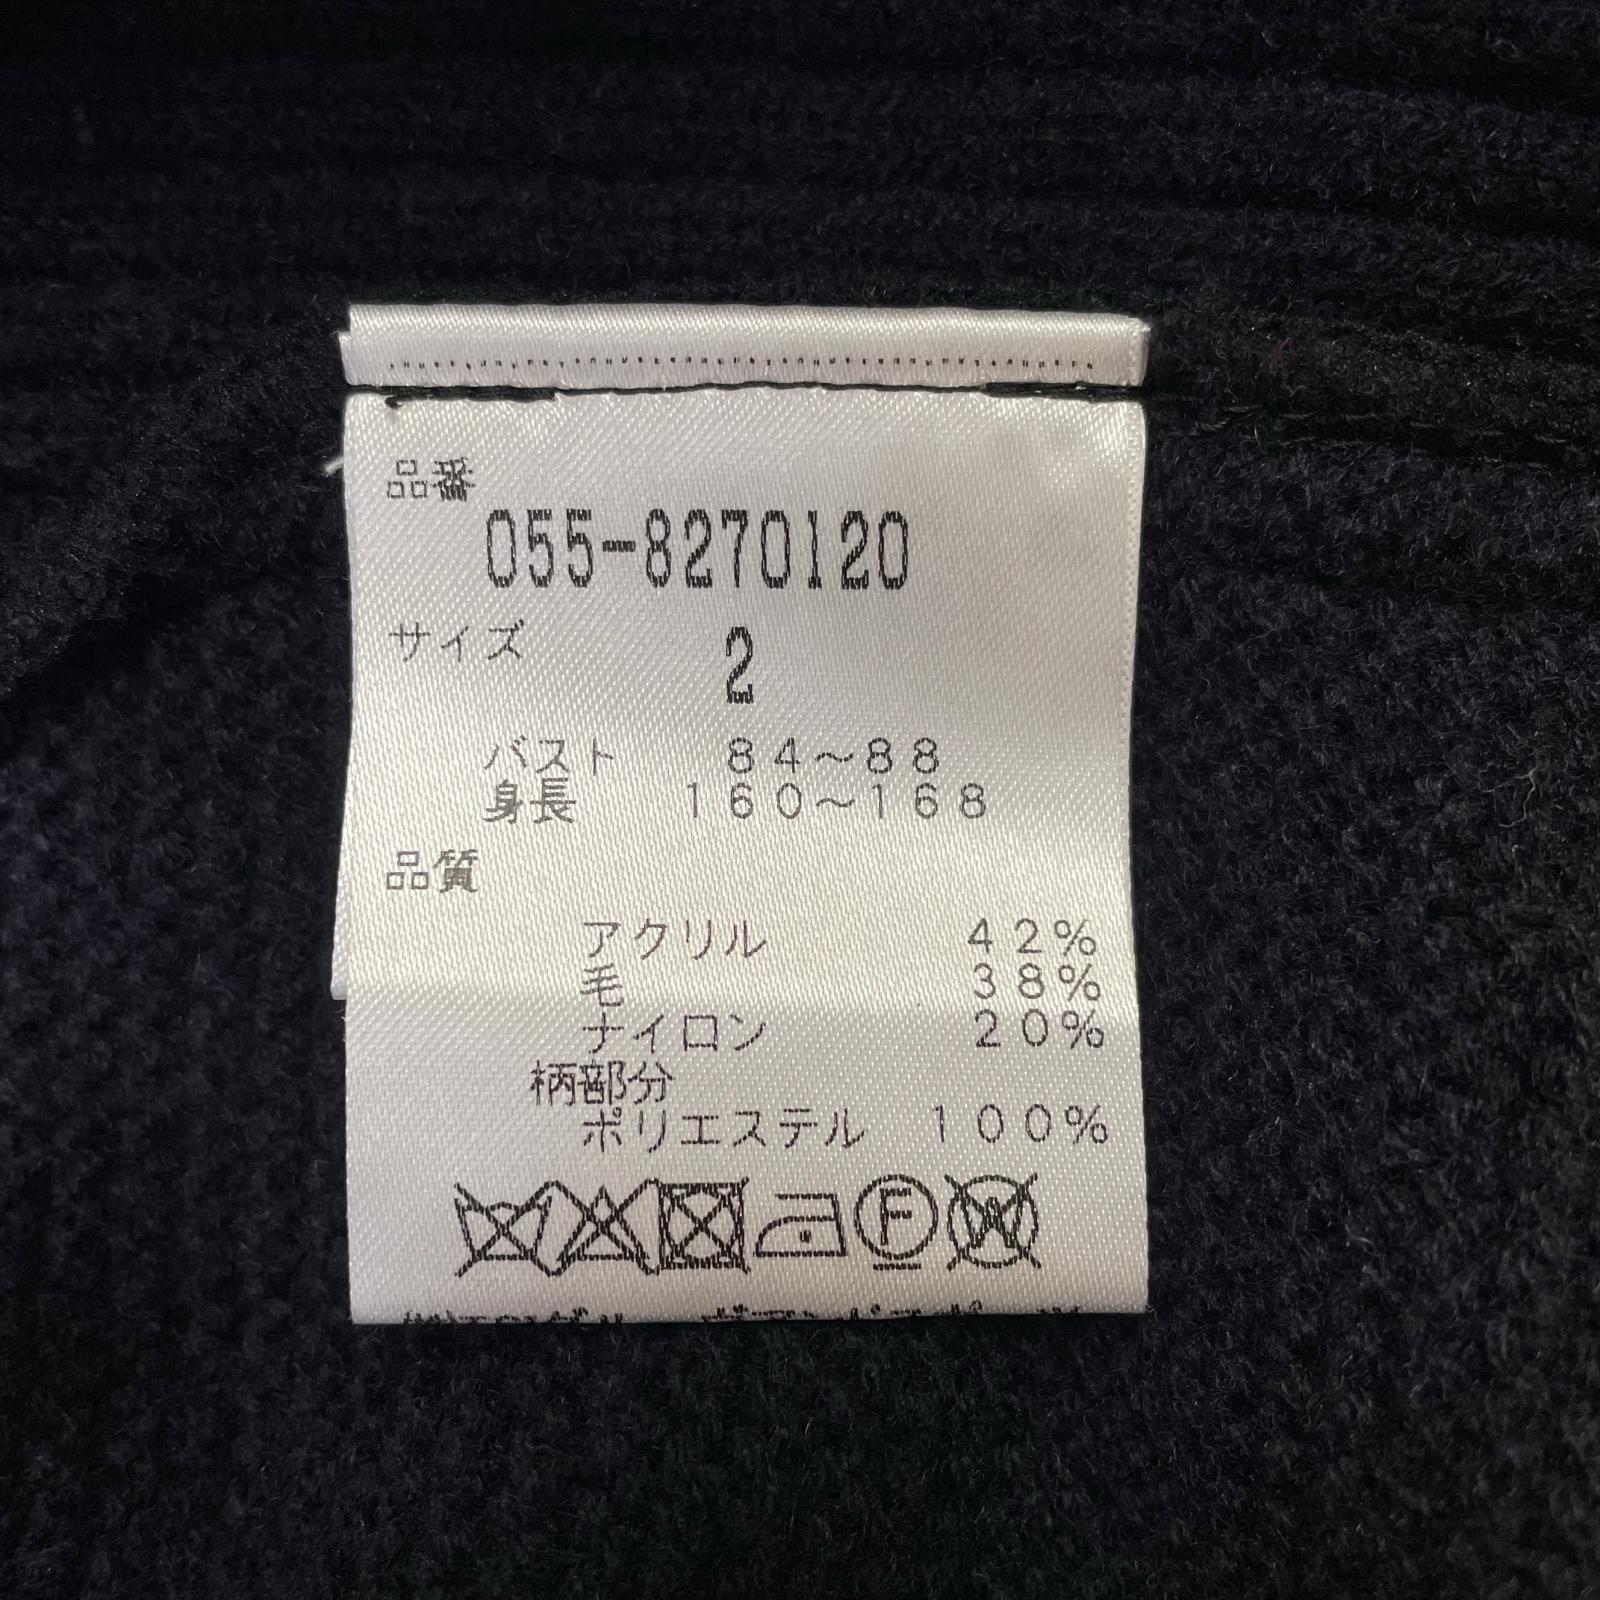 品番
055-8270120
サイズ 2
バスト 84～88
身長 160～168
品質
アクリル 42%
毛 38%
ナイロン 20%
柄部分
ポリエステル 100%
F W